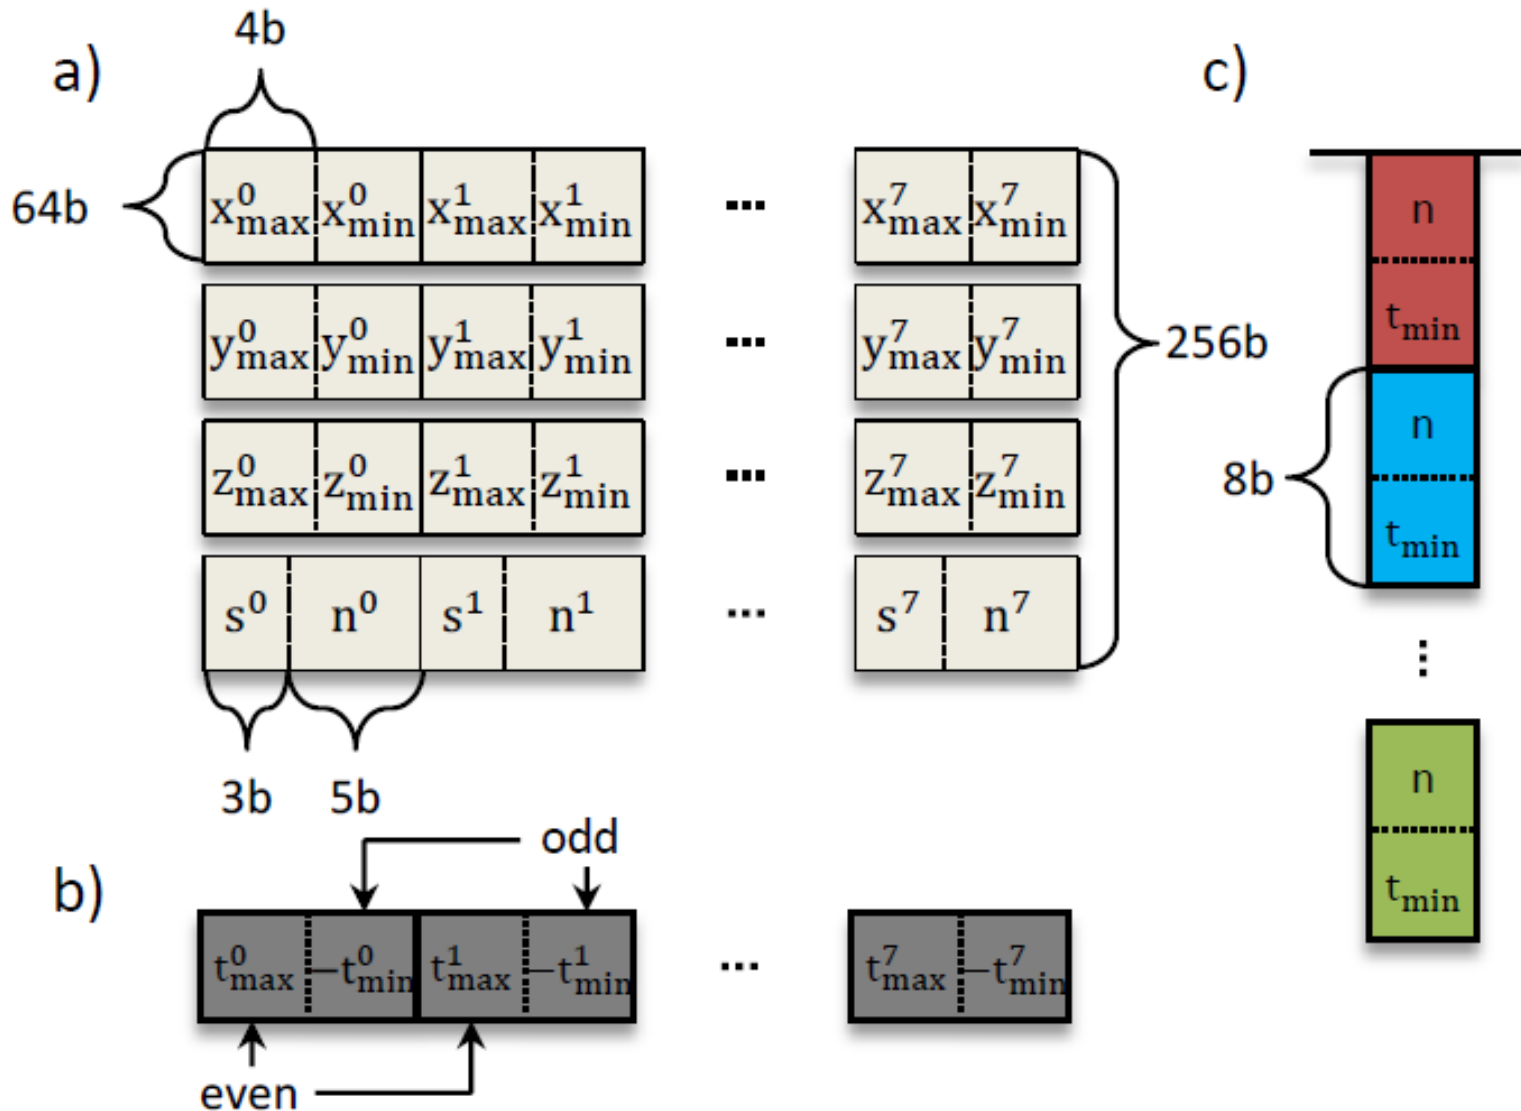 a)
4b
64b
x⁰max x⁰min x¹max x¹min ... x⁷max x⁷min
y⁰max y⁰min y¹max y¹min ... y⁷max y⁷min
z⁰max z⁰min z¹max z¹min ... z⁷max z⁷min
s⁰ n⁰ s¹ n¹ ... s⁷ n⁷
256b
3b 5b
b)
odd
t⁰max −t⁰min t¹max −t¹min ... t⁷max −t⁷min
even
c)
n
tmin
n
tmin
8b
⋮
n
tmin